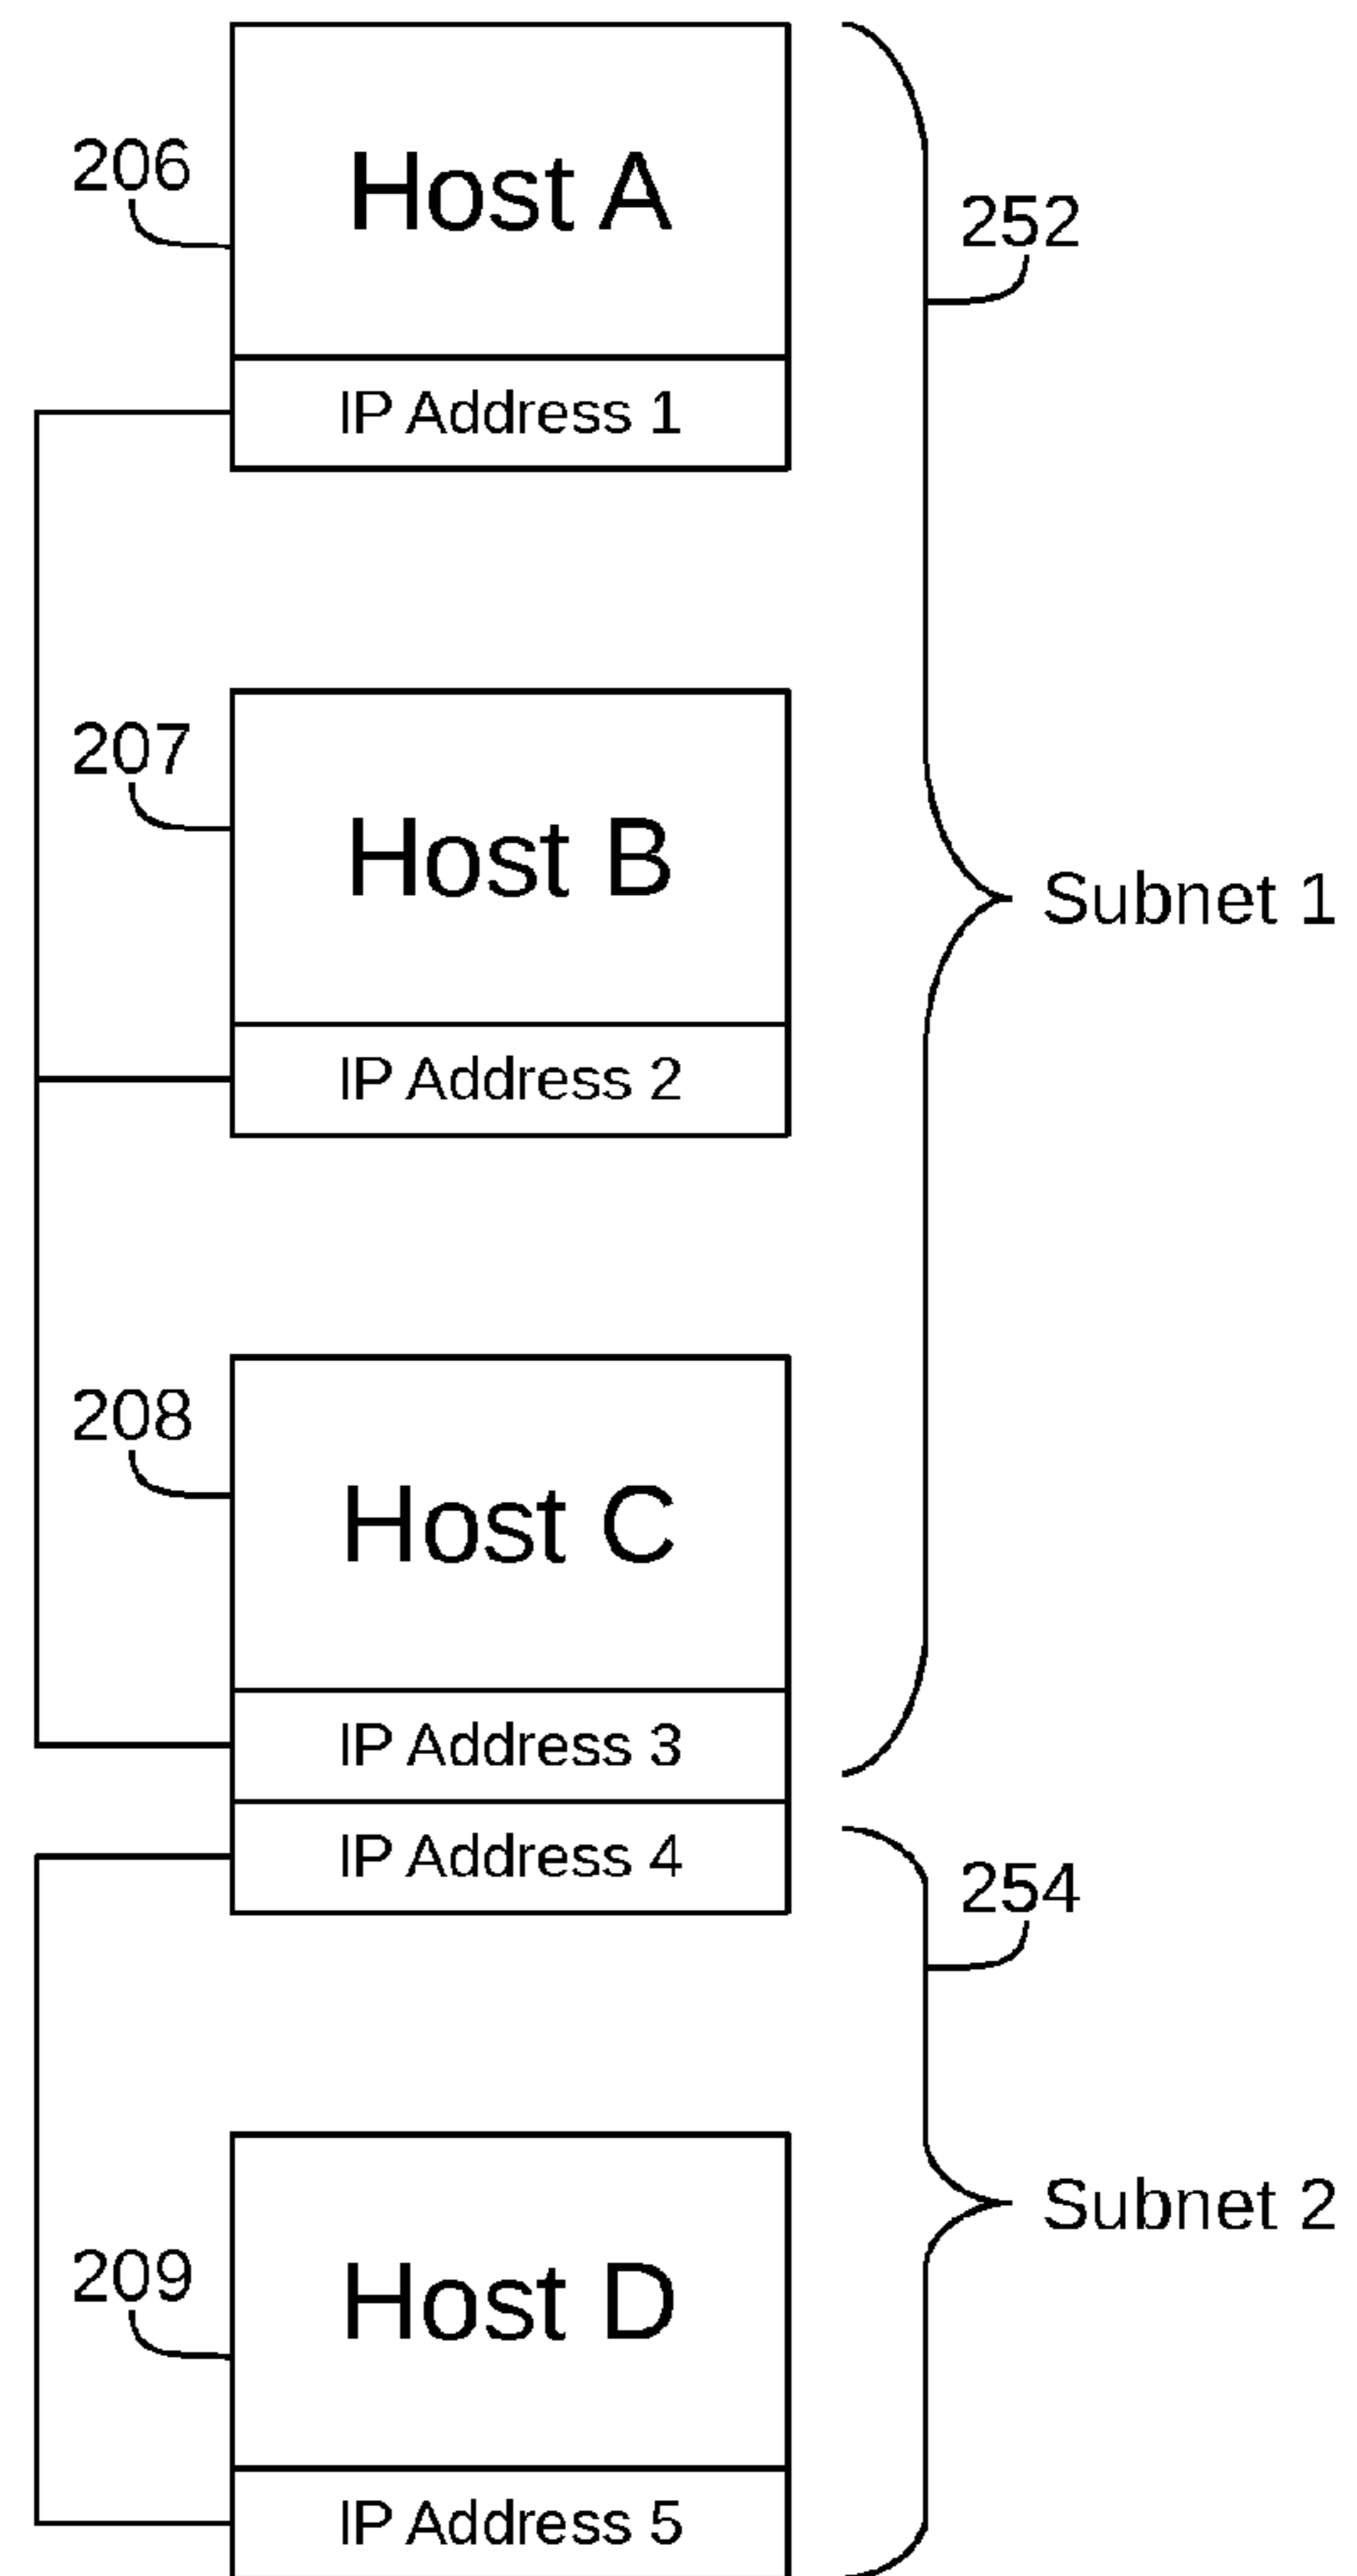 206
Host A
252
IP Address 1
207
Host B
Subnet 1
IP Address 2
208
Host C
IP Address 3
IP Address 4
254
Subnet 2
209
Host D
IP Address 5